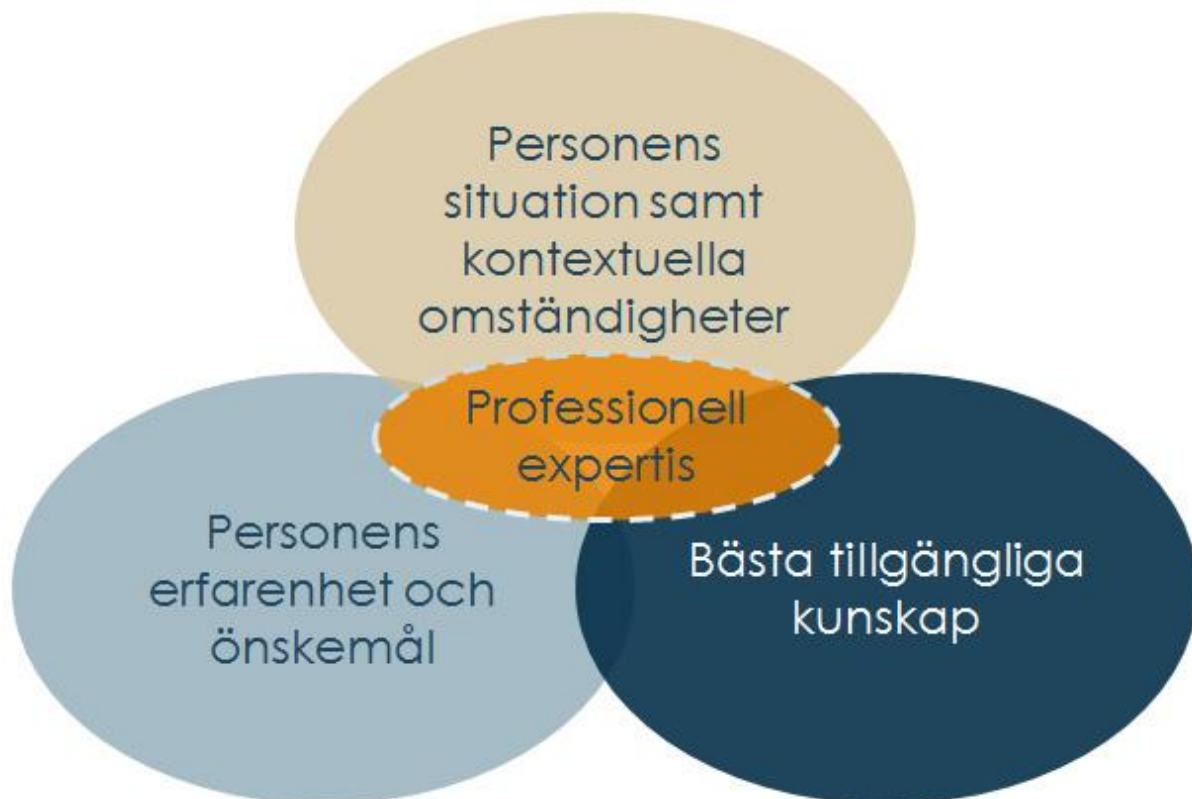 Personens
situation samt
kontextuella
omständigheter
Professionell
expertis
Personens
erfarenhet och
önskemål
Bästa tillgängliga
kunskap